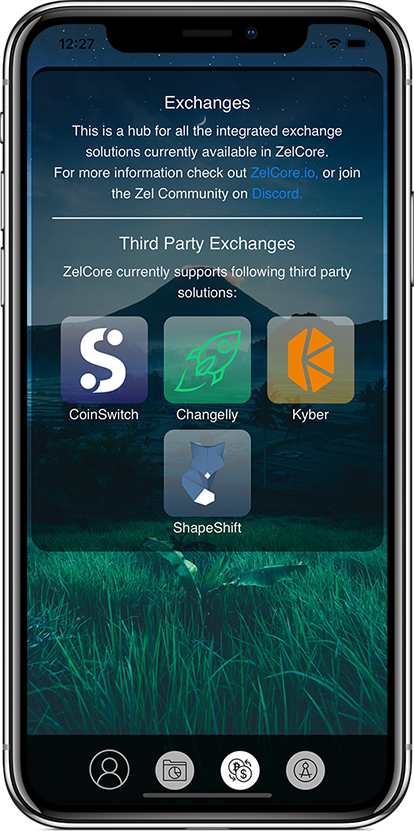 12:27
Exchanges
This is a hub for all the integrated exchange
solutions currently available in ZelCore.
For more information check out ZelCore.io, or join
the Zel Community on Discord.
Third Party Exchanges
ZelCore currently supports following third party
solutions:
CoinSwitch Changelly Kyber
ShapeShift